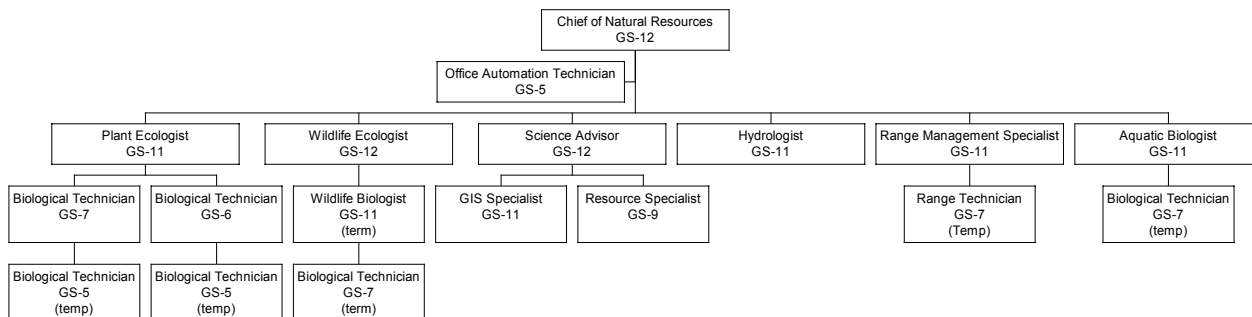 Chief of Natural Resources
GS-12
Office Automation Technician
GS-5
Plant Ecologist
GS-11
Wildlife Ecologist
GS-12
Science Advisor
GS-12
Hydrologist
GS-11
Range Management Specialist
GS-11
Aquatic Biologist
GS-11
Biological Technician
GS-7
Biological Technician
GS-6
Wildlife Biologist
GS-11
(term)
GIS Specialist
GS-11
Resource Specialist
GS-9
Range Technician
GS-7
(Temp)
Biological Technician
GS-7
(temp)
Biological Technician
GS-5
(temp)
Biological Technician
GS-5
(temp)
Biological Technician
GS-7
(term)